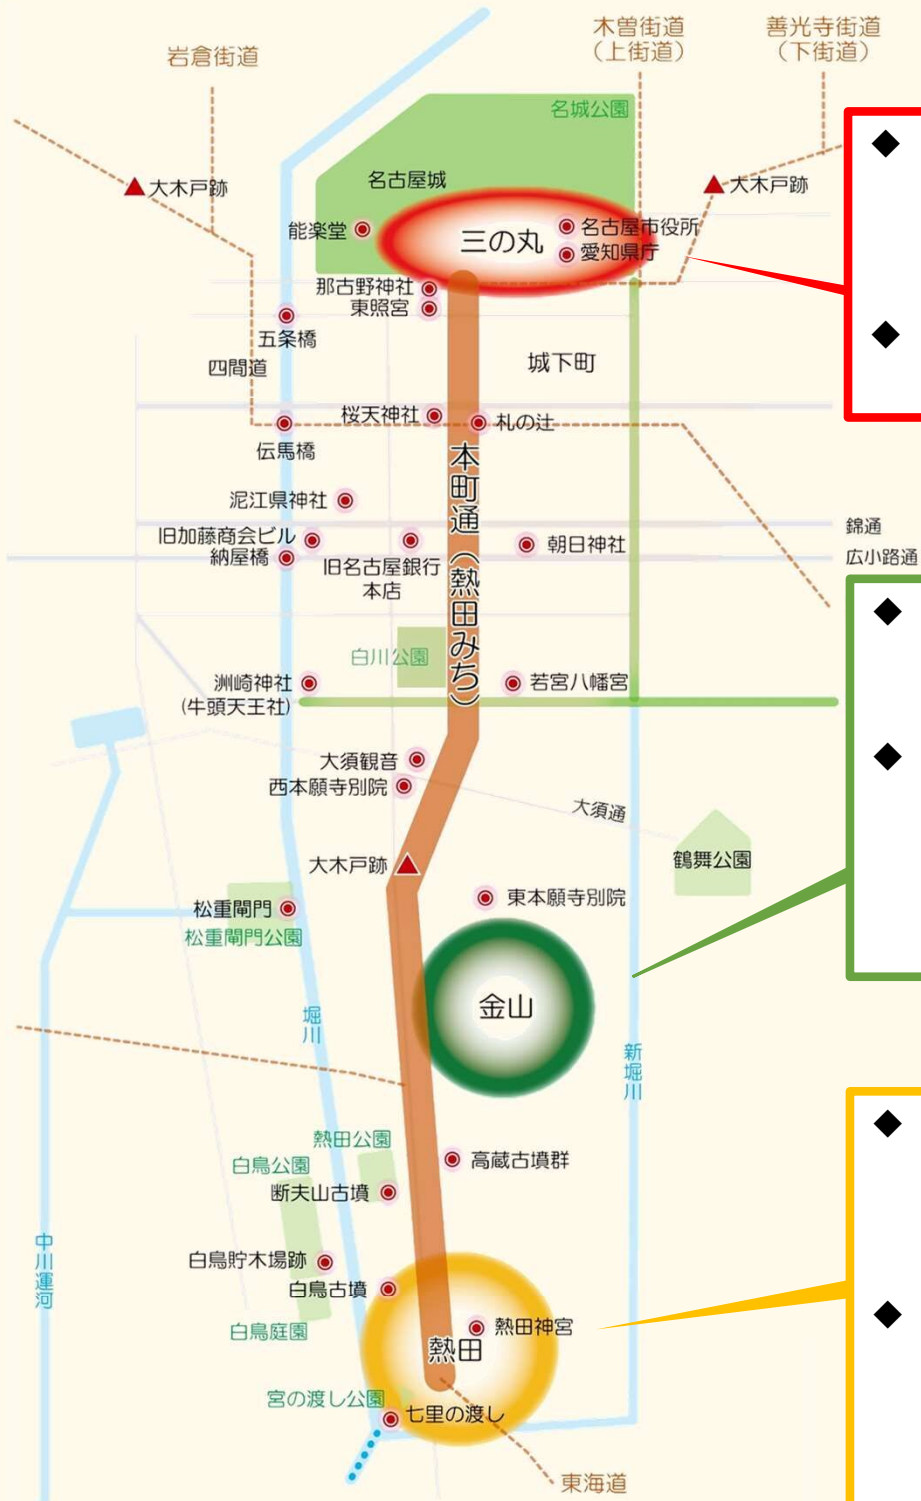 木曽街道
(上街道)
善光寺街道
(下街道)
岩倉街道
名城公園
◆
名古屋城
大木戸跡
大木戸跡
能楽堂
三の丸
名古屋市役所
愛知県庁
那古野神社
東照宮
五条橋
◆
四間道
城下町
桜天神社
札の辻
伝馬橋
本町通(熱田みち)
泥江県神社
錦通
旧加藤商会ビル
納屋橋
旧名古屋銀行
本店
朝日神社
広小路通
◆
白川公園
洲崎神社
(牛頭天王社)
若宮八幡宮
大須観音
◆
西本願寺別院
大須通
大木戸跡
鶴舞公園
東本願寺別院
松重閘門
松重閘門公園
金山
堀川
新堀川
◆
熱田公園
高蔵古墳群
白鳥公園
断夫山古墳
中川運河
白鳥貯木場跡
白鳥古墳
白鳥庭園
熱田神宮
◆
熱田
宮の渡し公園
七里の渡し
東海道